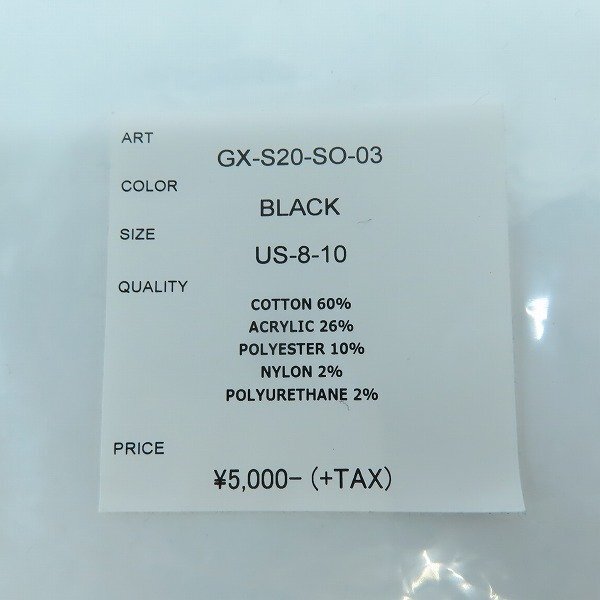 ART
GX-S20-SO-03
COLOR
BLACK
SIZE
US-8-10
QUALITY
COTTON 60%
ACRYLIC 26%
POLYESTER 10%
NYLON 2%
POLYURETHANE 2%
PRICE
¥5,000-(+TAX)